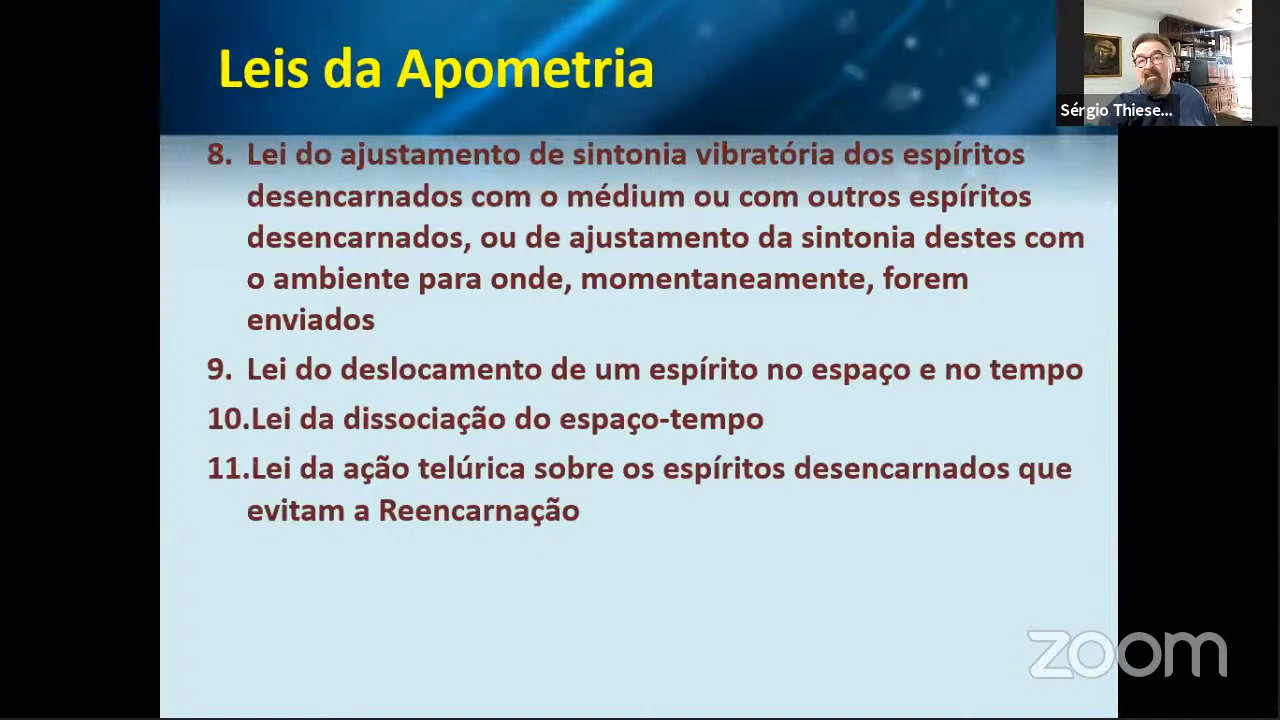 Leis da Apometria
Sérgio Thiese...
8. Lei do ajustamento de sintonia vibratória dos espíritos
desencarnados com o médium ou com outros espíritos
desencarnados, ou de ajustamento da sintonia destes com
o ambiente para onde, momentaneamente, forem
enviados
9. Lei do deslocamento de um espírito no espaço e no tempo
10.Lei da dissociação do espaço-tempo
11.Lei da ação telúrica sobre os espíritos desencarnados que
evitam a Reencarnação
zoom